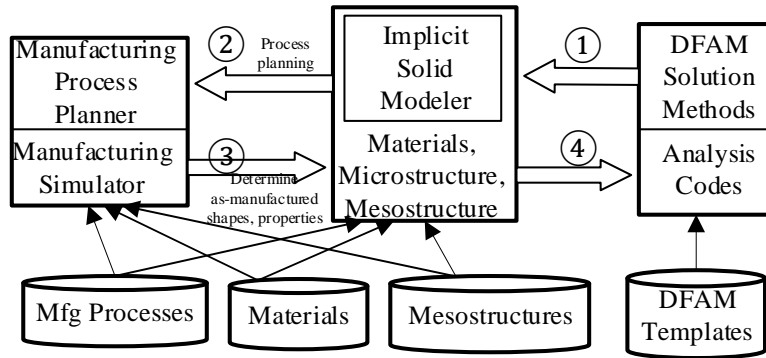 Manufacturing
Process
Planner
Manufacturing
Simulator
②
Process
planning
③
Determine
as-manufactured
shapes, properties
Implicit
Solid
Modeler
Materials,
Microstructure,
Mesostructure
①
④
DFAM
Solution
Methods
Analysis
Codes
Mfg Processes
Materials
Mesostructures
DFAM
Templates